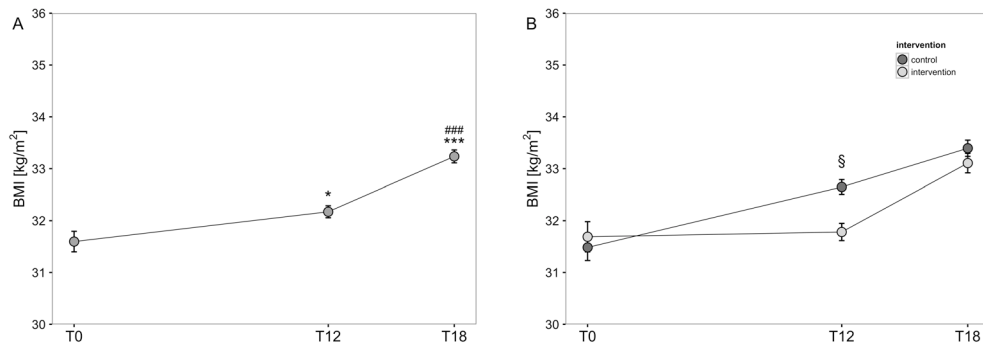 A
36
35
34
33
32
31
30
BMI [kg/m²]
*
###
***
T0
T12
T18
B
36
35
34
33
32
31
30
BMI [kg/m²]
intervention
control
intervention
§
T0
T12
T18